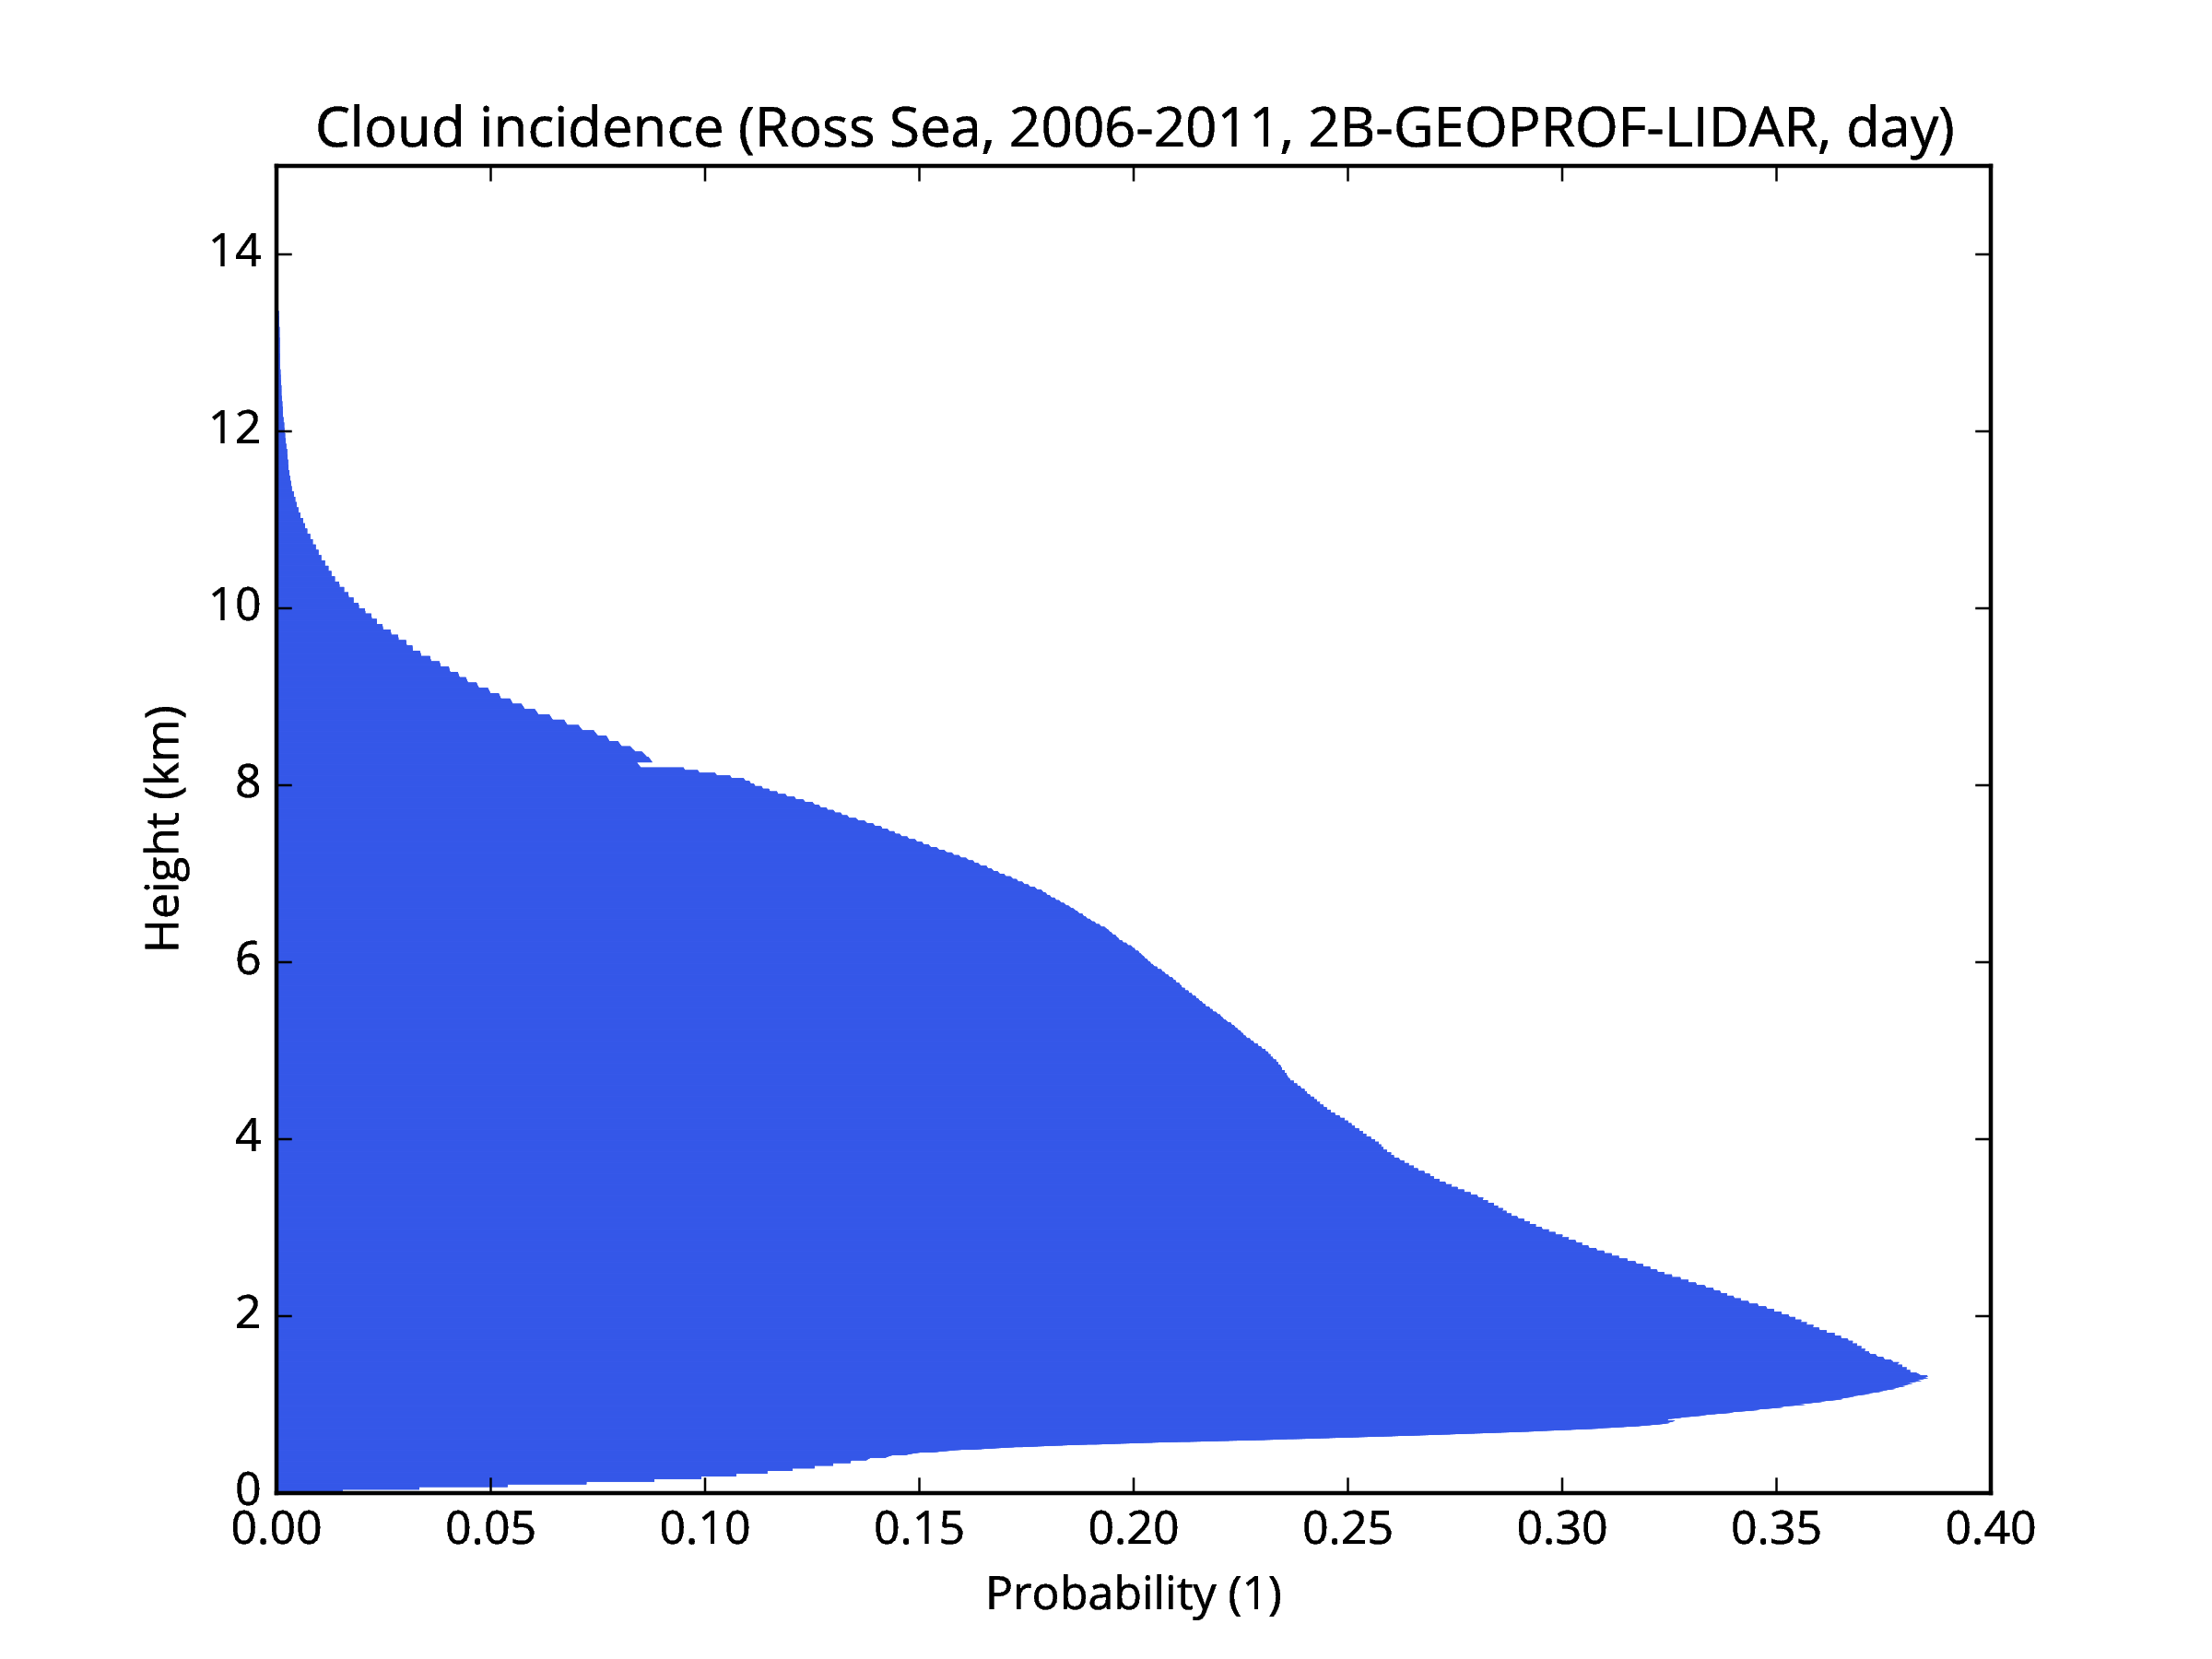 Cloud incidence (Ross Sea, 2006-2011, 2B-GEOPROF-LIDAR, day)
14
12
10
8
6
4
2
0
Height (km)
0.00 0.05 0.10 0.15 0.20 0.25 0.30 0.35 0.40
Probability (1)